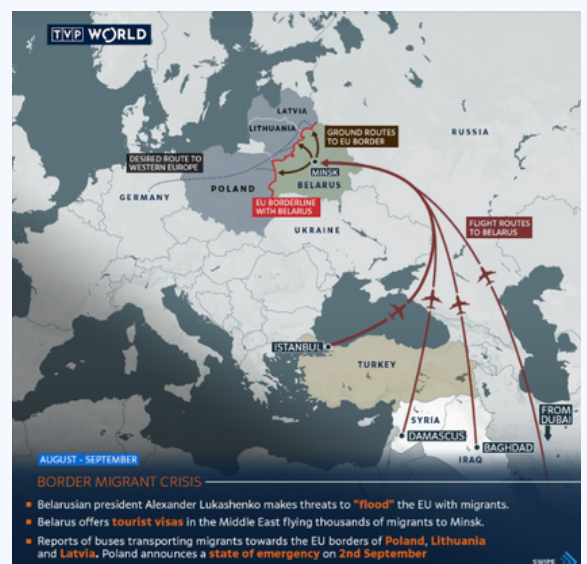 TVP WORLD
LATVIA
GROUND ROUTES
TO EU BORDER
RUSSIA
LITHUANIA
DESIRED ROUTE TO
WESTERN EUROPE
MINSK
GERMANY
POLAND
BELARUS
EU BORDERLINE
WITH BELARUS
FLIGHT ROUTES
TO BELARUS
UKRAINE
ISTANBUL
TURKEY
SYRIA
FROM
DUBAI
DAMASCUS
BAGHDAD
IRAQ
AUGUST - SEPTEMBER
BORDER MIGRANT CRISIS
Belarusian president Alexander Lukashenko makes threats to "flood" the EU with migrants.
Belarus offers tourist visas in the Middle East flying thousands of migrants to Minsk.
Reports of buses transporting migrants towards the EU borders of Poland, Lithuania
and Latvia. Poland announces a state of emergency on 2nd September
SWIPE